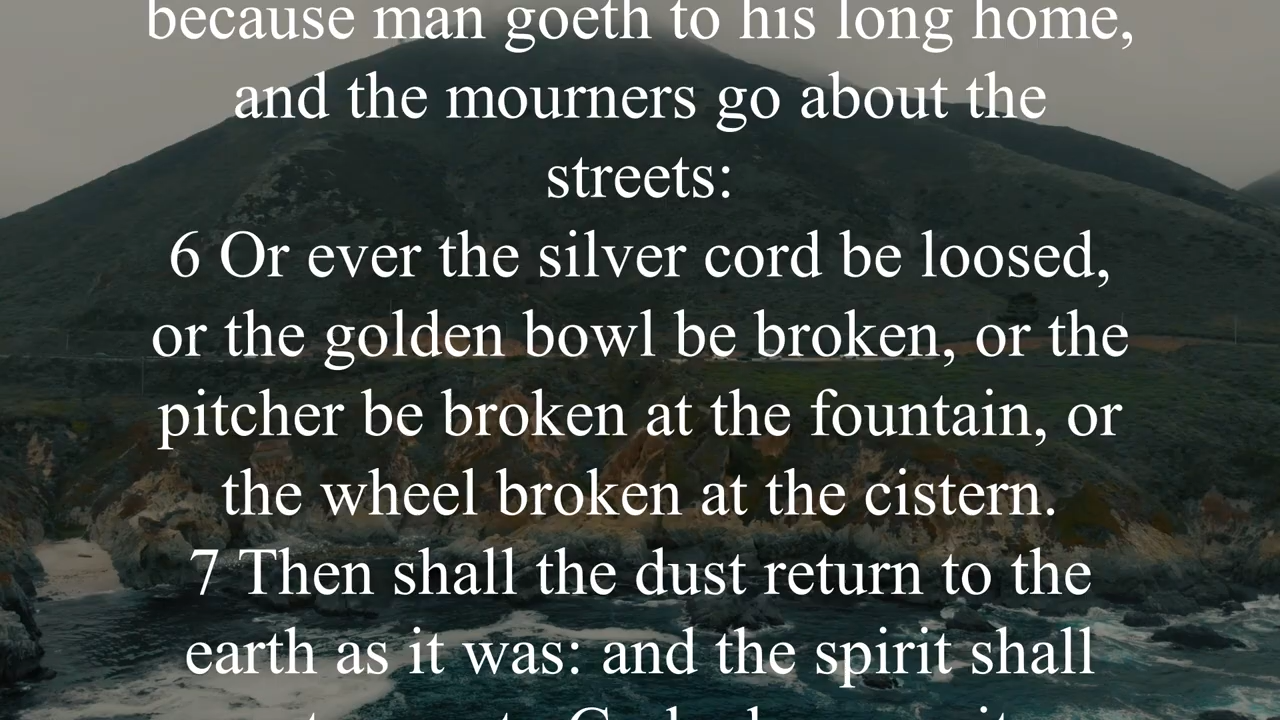 because man goeth to his long home,
and the mourners go about the
streets:
6 Or ever the silver cord be loosed,
or the golden bowl be broken, or the
pitcher be broken at the fountain, or
the wheel broken at the cistern.
7 Then shall the dust return to the
earth as it was: and the spirit shall